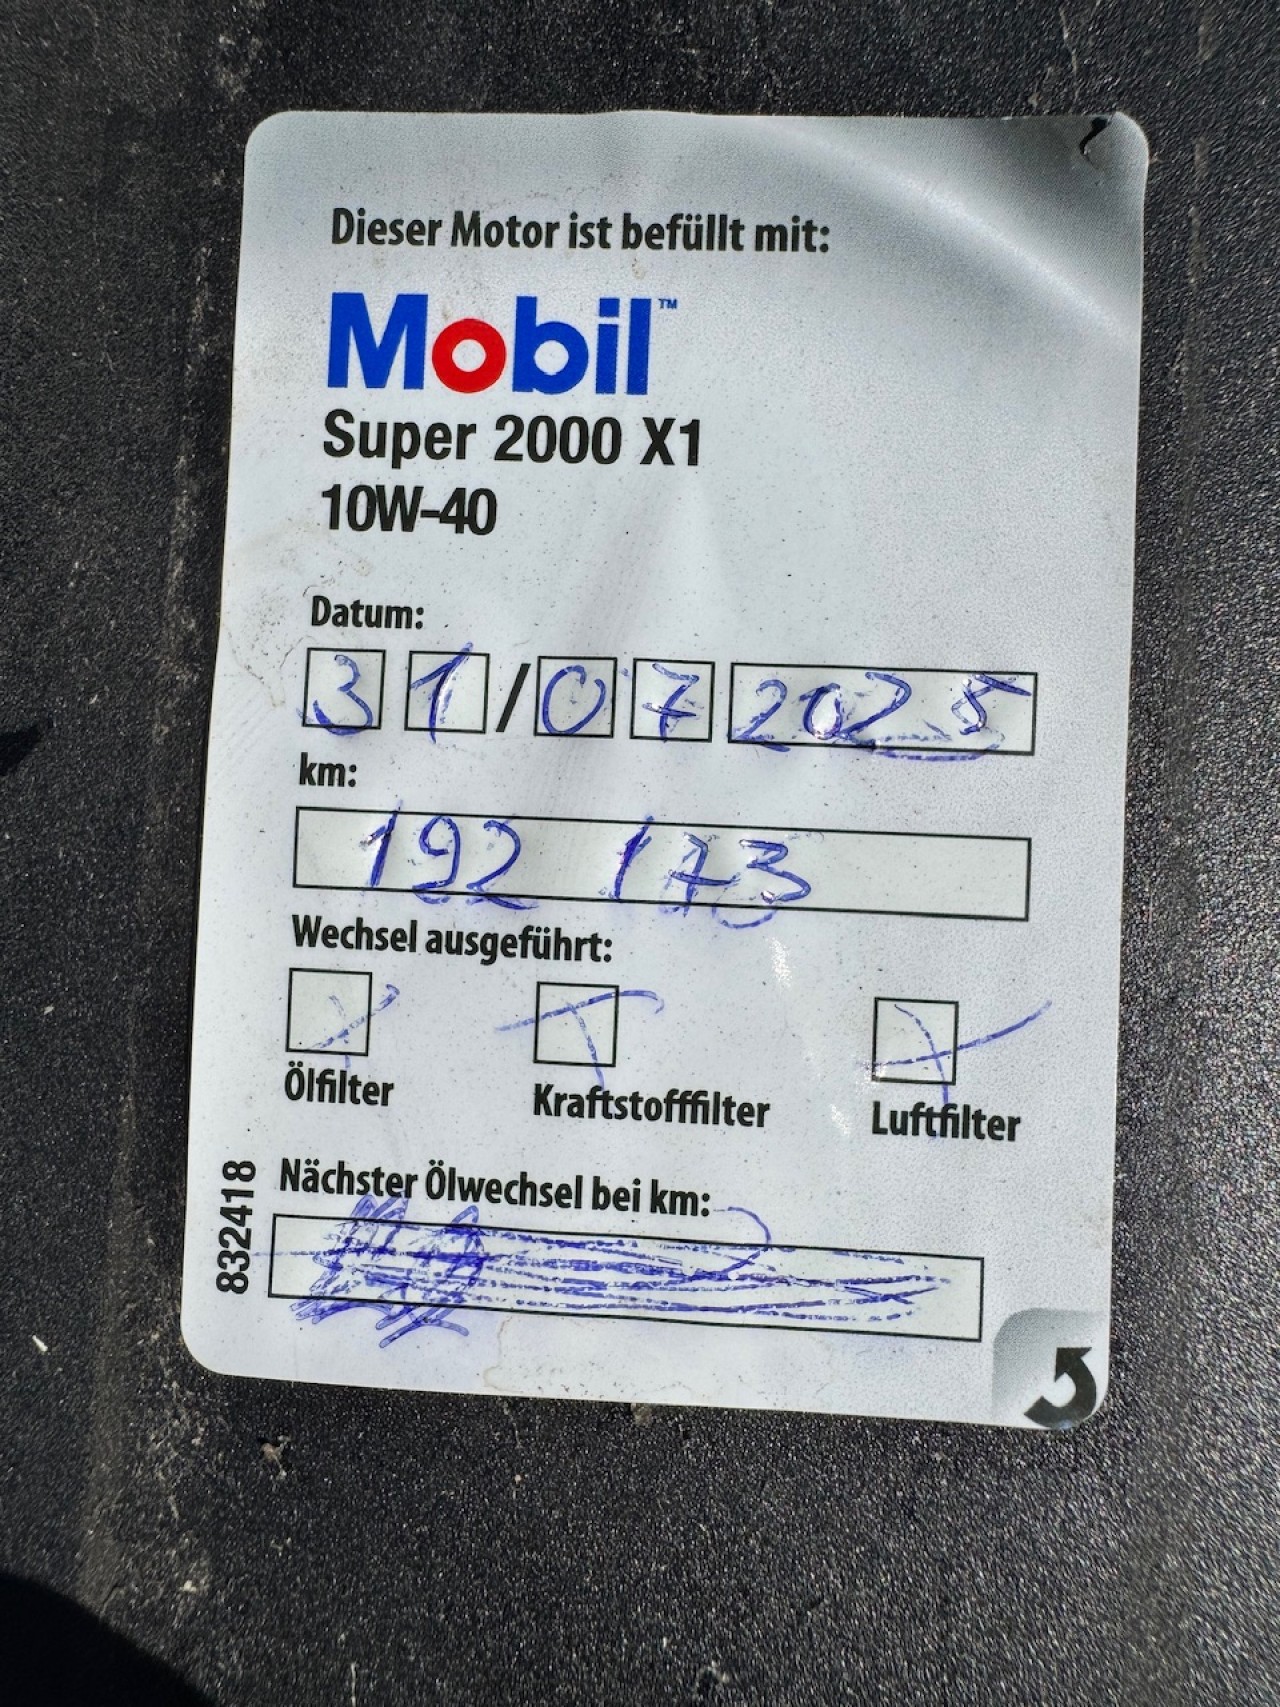 Dieser Motor ist befüllt mit:
Mobil™
Super 2000 X1
10W-40
Datum:
31/07 2025
km:
192 173
Wechsel ausgeführt:
Ölfilter Kraftstofffilter Luftfilter
Nächster Ölwechsel bei km:
832418